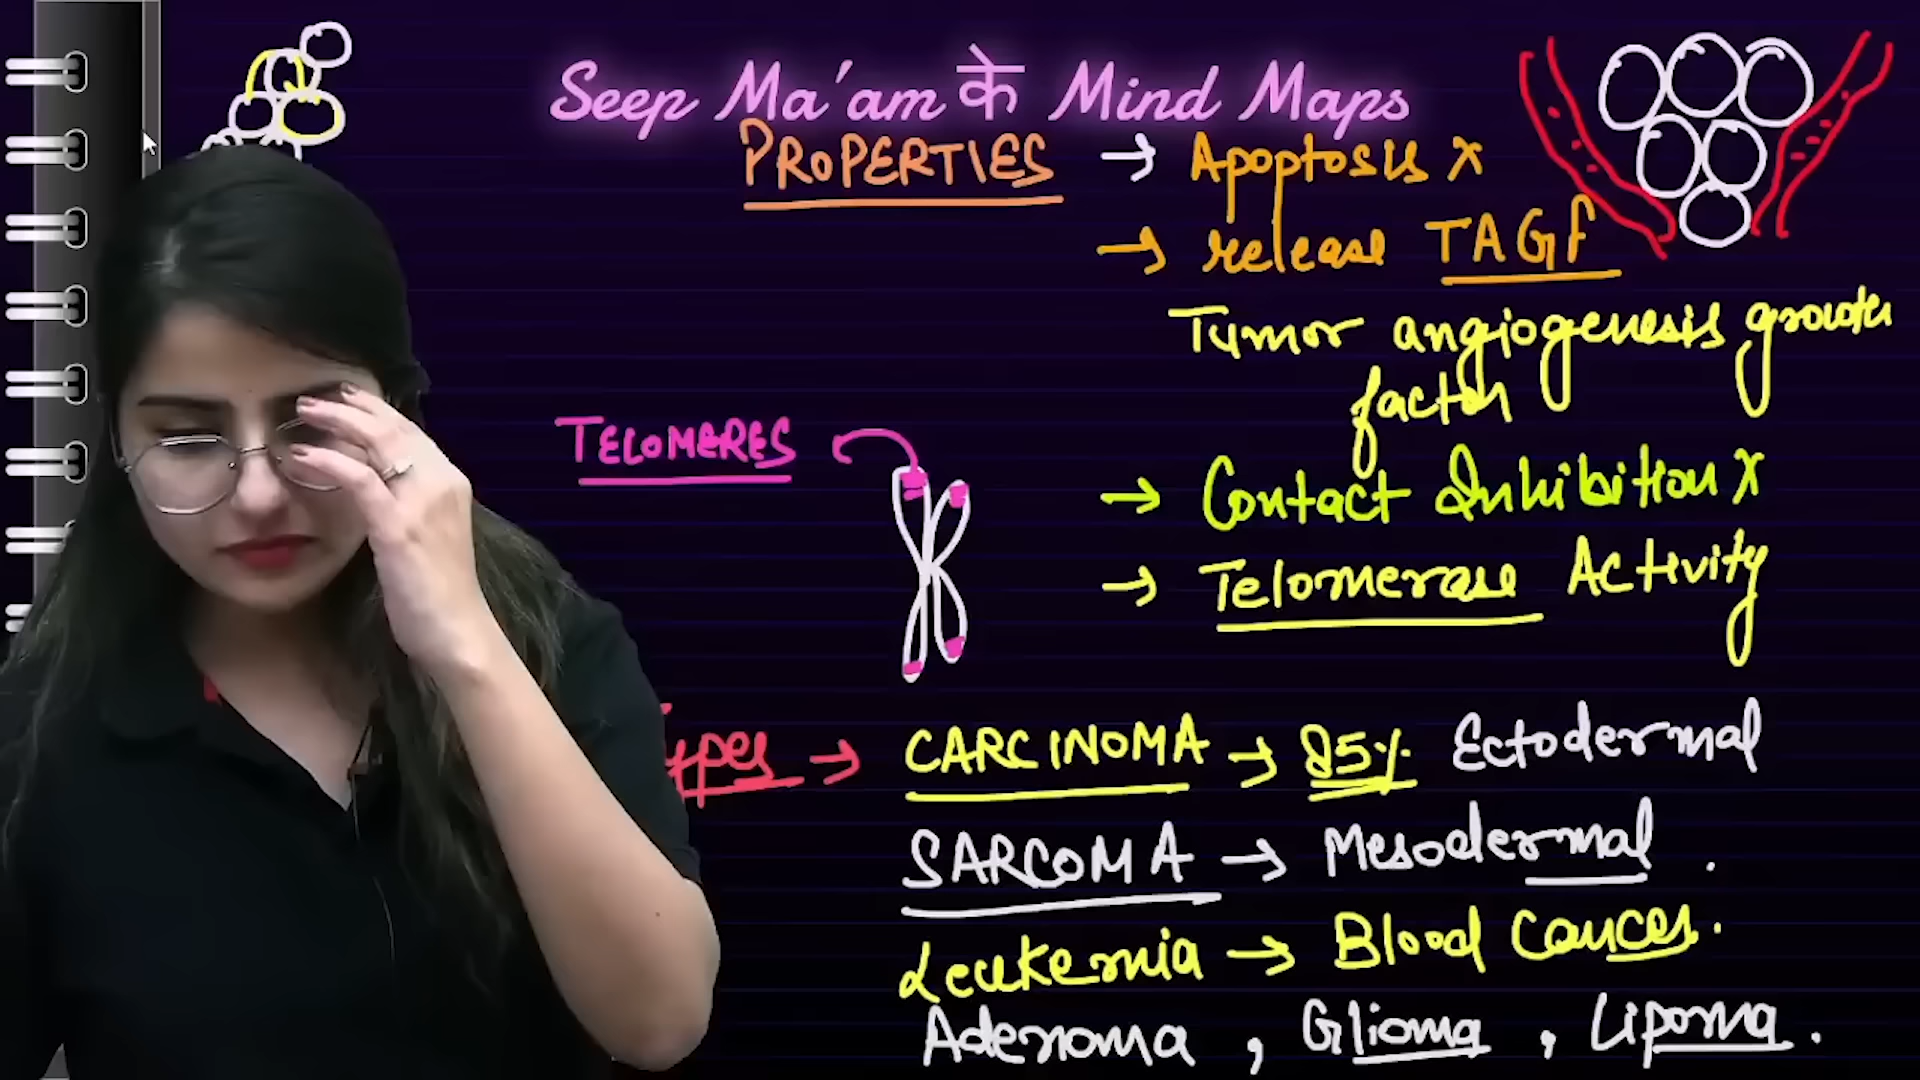 Seep Ma'am के Mind Maps
PROPERTIES → Apoptosis x
→ release TAGF
Tumor angiogenesis growth
factor
TELOMERES
→ Contact Inhibition x
→ Telomerase Activity
ypes → CARCINOMA → 85% Ectodermal
SARCOMA → Mesodermal.
Leukemia → Blood Cancer.
Adenoma, Glioma, Lipoma.